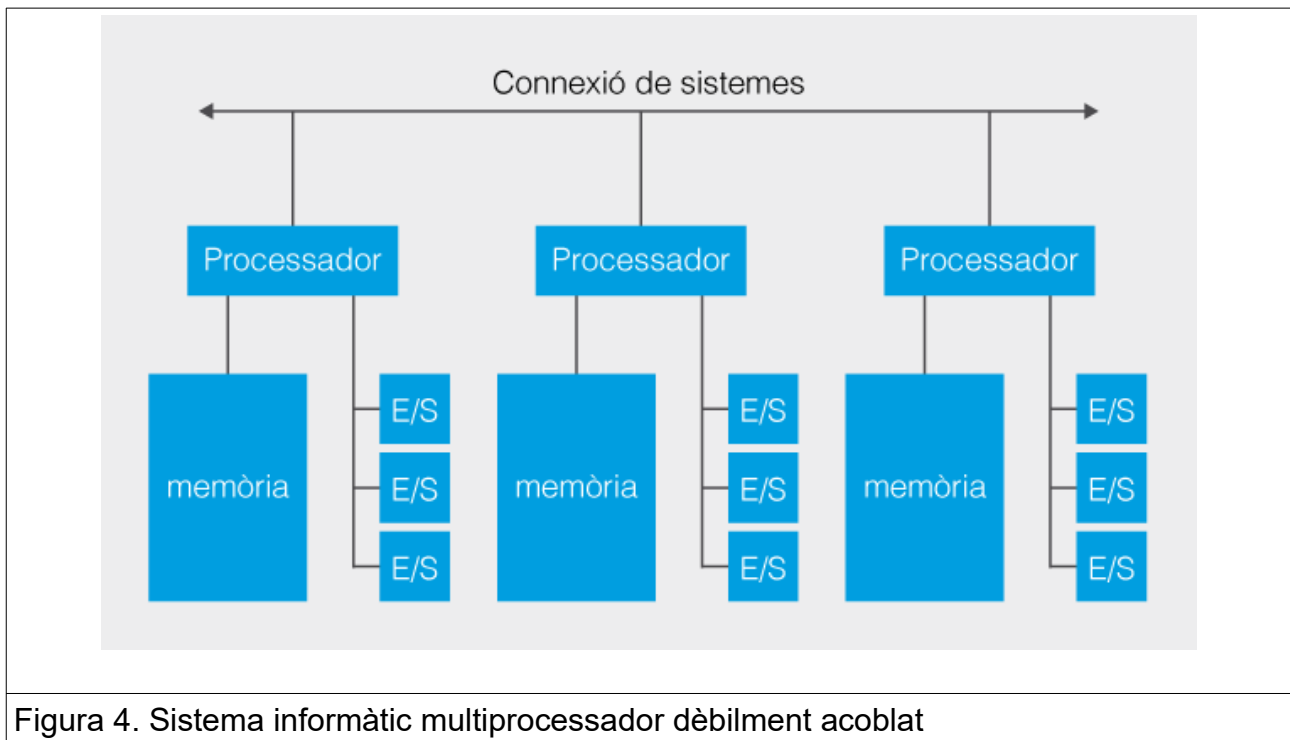 Connexió de sistemes
Processador Processador Processador
E/S E/S E/S
memòria E/S memòria E/S memòria E/S
E/S E/S E/S
Figura 4. Sistema informàtic multiprocessador dèbilment acoblat